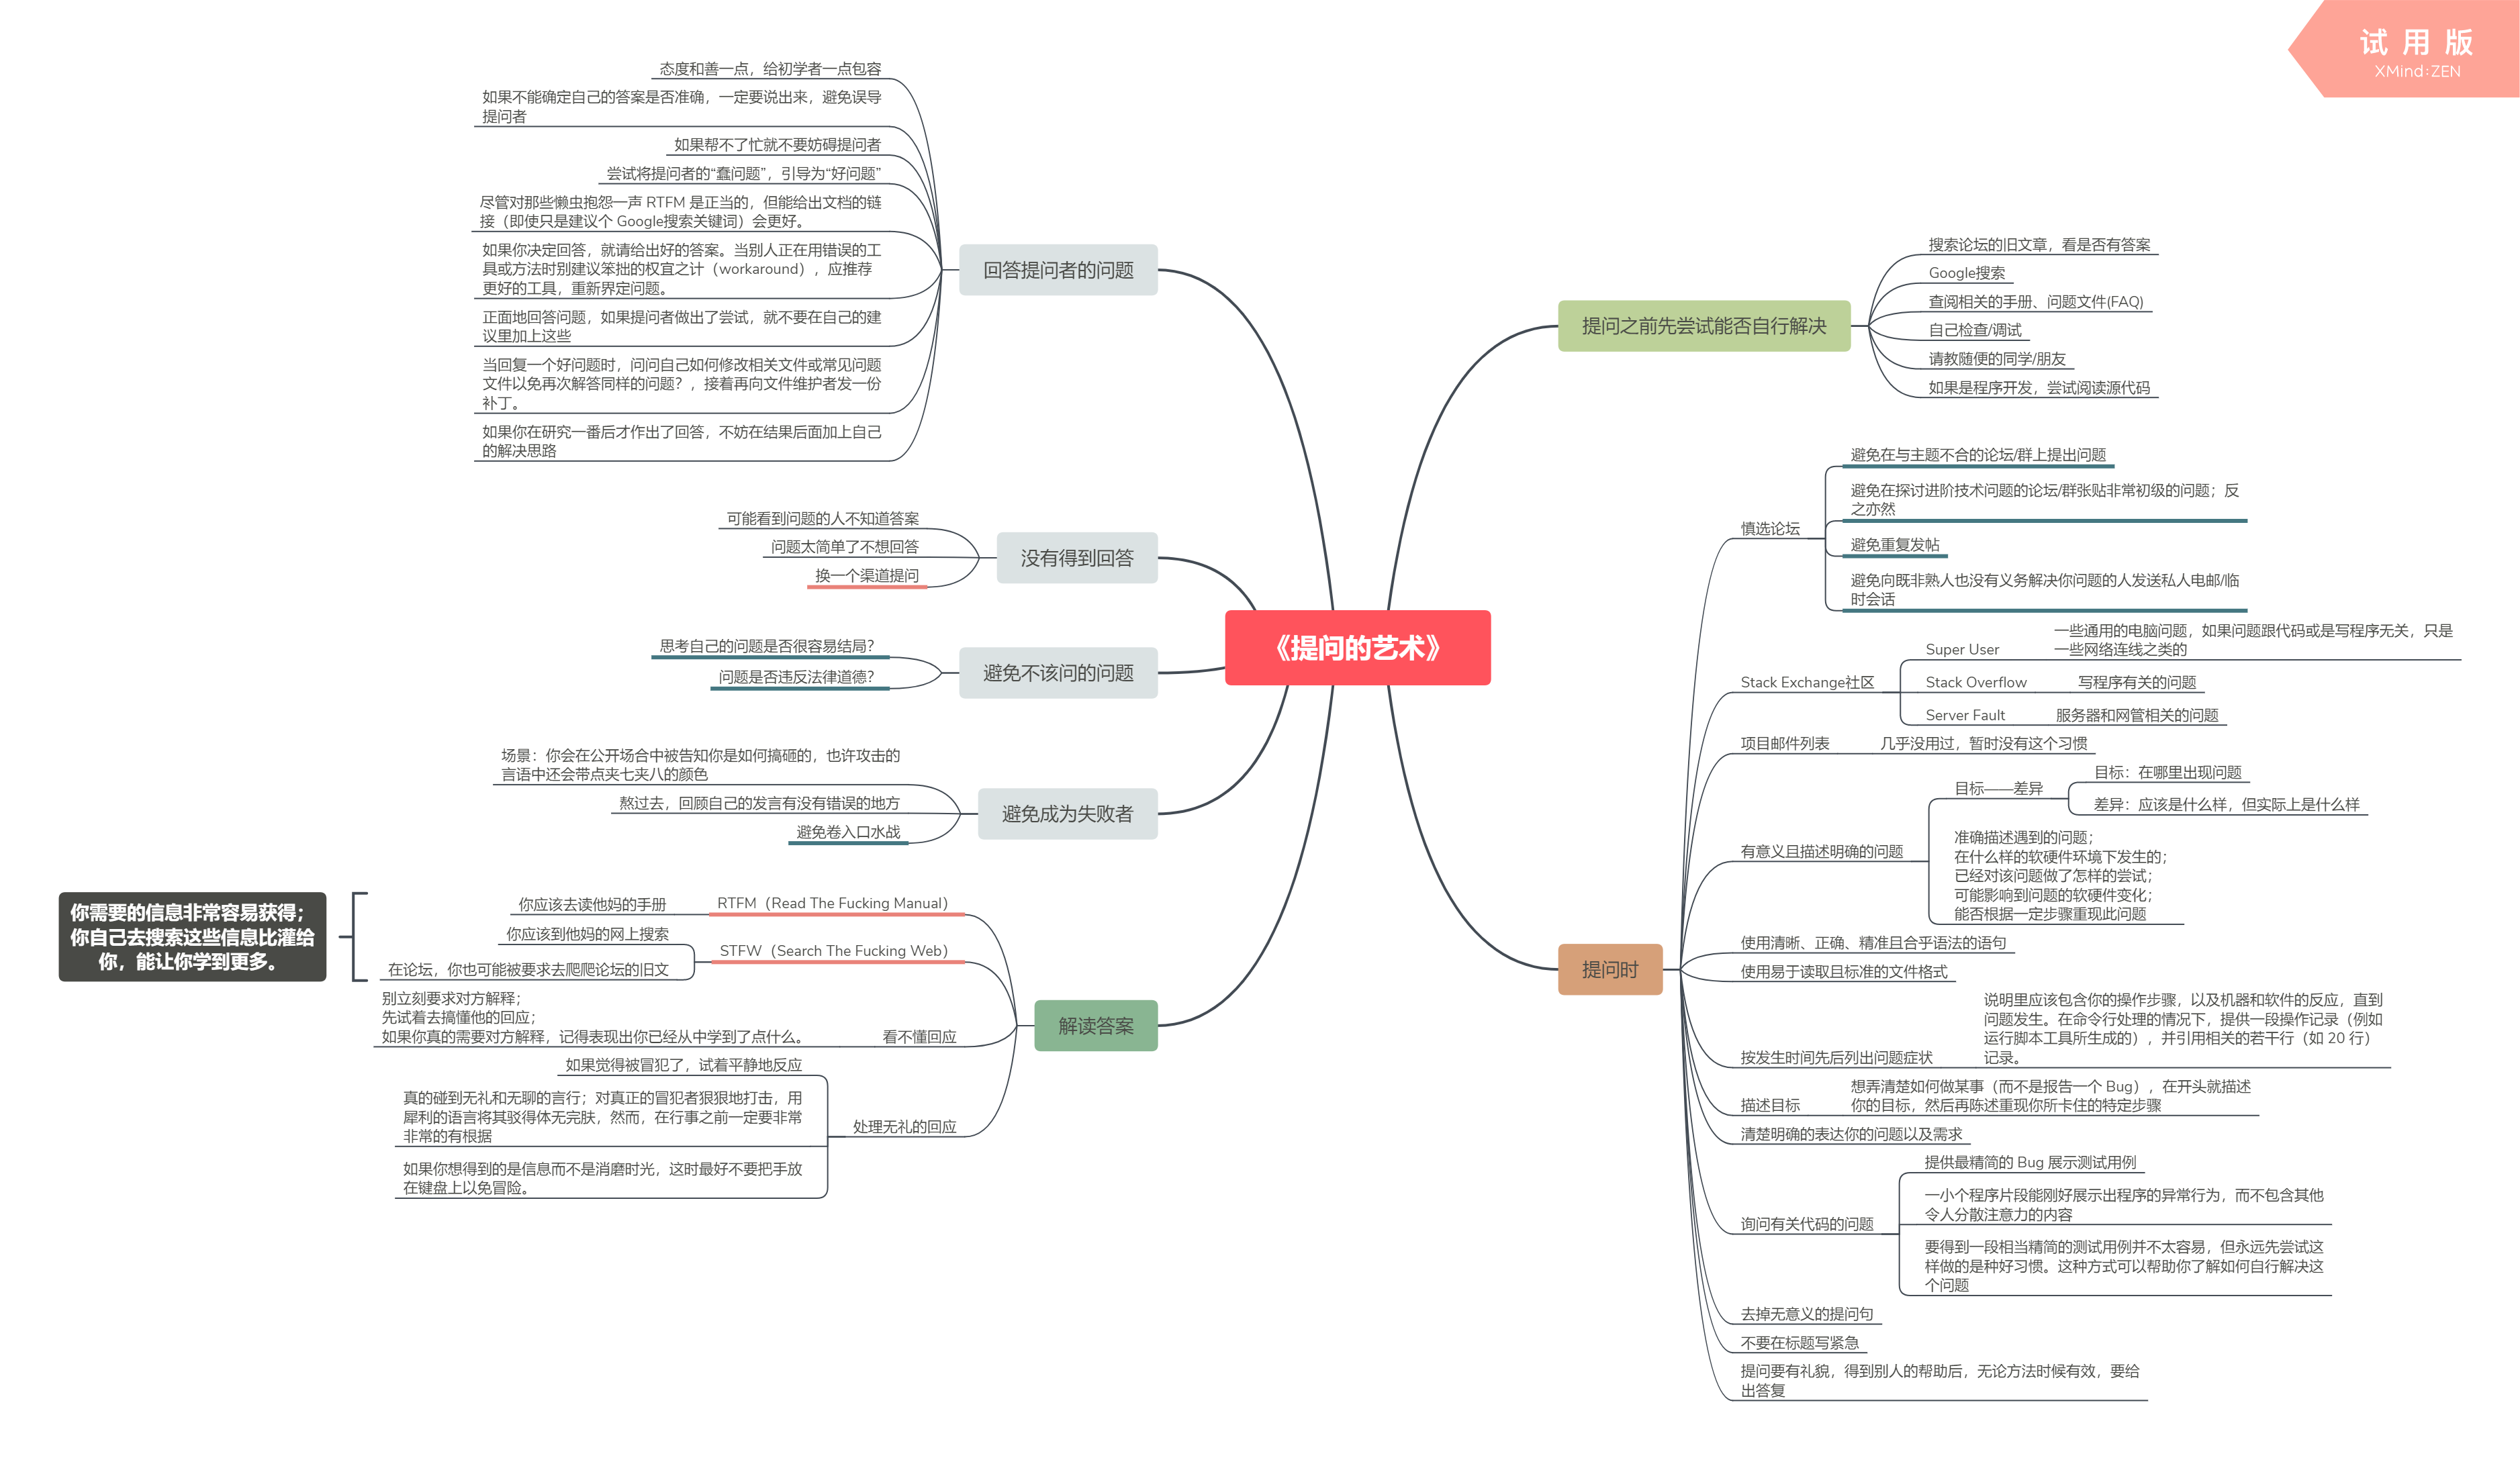 试用版
XMind:ZEN
《提问的艺术》
提问之前先尝试能否自行解决
搜索论坛的旧文章，看是否有答案
Google搜索
查阅相关的手册、问题文件(FAQ)
自己检查/调试
请教随便的同学/朋友
如果是程序开发，尝试阅读源代码
提问时
慎选论坛
避免在与主题不合的论坛/群上提出问题
避免在探讨进阶技术问题的论坛/群张贴非常初级的问题；反
之亦然
避免重复发帖
避免向既非熟人也没有义务解决你问题的人发送私人电邮/临
时会话
Stack Exchange社区
Super User
一些通用的电脑问题，如果问题跟代码或是写程序无关，只是
一些网络连线之类的
Stack Overflow
写程序有关的问题
Server Fault
服务器和网管相关的问题
项目邮件列表
几乎没用过，暂时没有这个习惯
有意义且描述明确的问题
目标——差异
目标：在哪里出现问题
差异：应该是什么样，但实际上是什么样
准确描述遇到的问题；
在什么样的软硬件环境下发生的；
已经对该问题做了怎样的尝试；
可能影响到问题的软硬件变化；
能否根据一定步骤重现此问题
使用清晰、正确、精准且合乎语法的语句
使用易于读取且标准的文件格式
按发生时间先后列出问题症状
说明里应该包含你的操作步骤，以及机器和软件的反应，直到
问题发生。在命令行处理的情况下，提供一段操作记录（例如
运行脚本工具所生成的），并引用相关的若干行（如 20 行）
记录。
描述目标
想弄清楚如何做某事（而不是报告一个 Bug），在开头就描述
你的目标，然后再陈述重现你所卡住的特定步骤
清楚明确的表达你的问题以及需求
询问有关代码的问题
提供最精简的 Bug 展示测试用例
一小个程序片段能刚好展示出程序的异常行为，而不包含其他
令人分散注意力的内容
要得到一段相当精简的测试用例并不太容易，但永远先尝试这
样做的是种好习惯。这种方式可以帮助你了解如何自行解决这
个问题
去掉无意义的提问句
不要在标题写紧急
提问要有礼貌，得到别人的帮助后，无论方法时候有效，要给
出答复
回答提问者的问题
态度和善一点，给初学者一点包容
如果不能确定自己的答案是否准确，一定要说出来，避免误导
提问者
如果帮不了忙就不要妨碍提问者
尝试将提问者的“蠢问题”，引导为“好问题”
尽管对那些懒虫抱怨一声 RTFM 是正当的，但能给出文档的链
接（即使只是建议个 Google搜索关键词）会更好。
如果你决定回答，就请给出好的答案。当别人正在用错误的工
具或方法时别建议笨拙的权宜之计（workaround），应推荐
更好的工具，重新界定问题。
正面地回答问题，如果提问者做出了尝试，就不要在自己的建
议里加上这些
当回复一个好问题时，问问自己如何修改相关文件或常见问题
文件以免再次解答同样的问题？，接着再向文件维护者发一份
补丁。
如果你在研究一番后才作出了回答，不妨在结果后面加上自己
的解决思路
没有得到回答
可能看到问题的人不知道答案
问题太简单了不想回答
换一个渠道提问
避免不该问的问题
思考自己的问题是否很容易结局？
问题是否违反法律道德？
避免成为失败者
场景：你会在公开场合中被告知你是如何搞砸的，也许攻击的
言语中还会带点夹七夹八的颜色
熬过去，回顾自己的发言有没有错误的地方
避免卷入口水战
解读答案
RTFM（Read The Fucking Manual）
你应该去读他妈的手册
STFW（Search The Fucking Web）
你应该到他妈的网上搜索
在论坛，你也可能被要求去爬爬论坛的旧文
你需要的信息非常容易获得；
你自己去搜索这些信息比灌给
你，能让你学到更多。
看不懂回应
别立刻要求对方解释；
先试着去搞懂他的回应；
如果你真的需要对方解释，记得表现出你已经从中学到了点什么。
处理无礼的回应
如果觉得被冒犯了，试着平静地反应
真的碰到无礼和无聊的言行；对真正的冒犯者狠狠地打击，用
犀利的语言将其驳得体无完肤，然而，在行事之前一定要非常
非常的有根据
如果你想得到的是信息而不是消磨时光，这时最好不要把手放
在键盘上以免冒险。